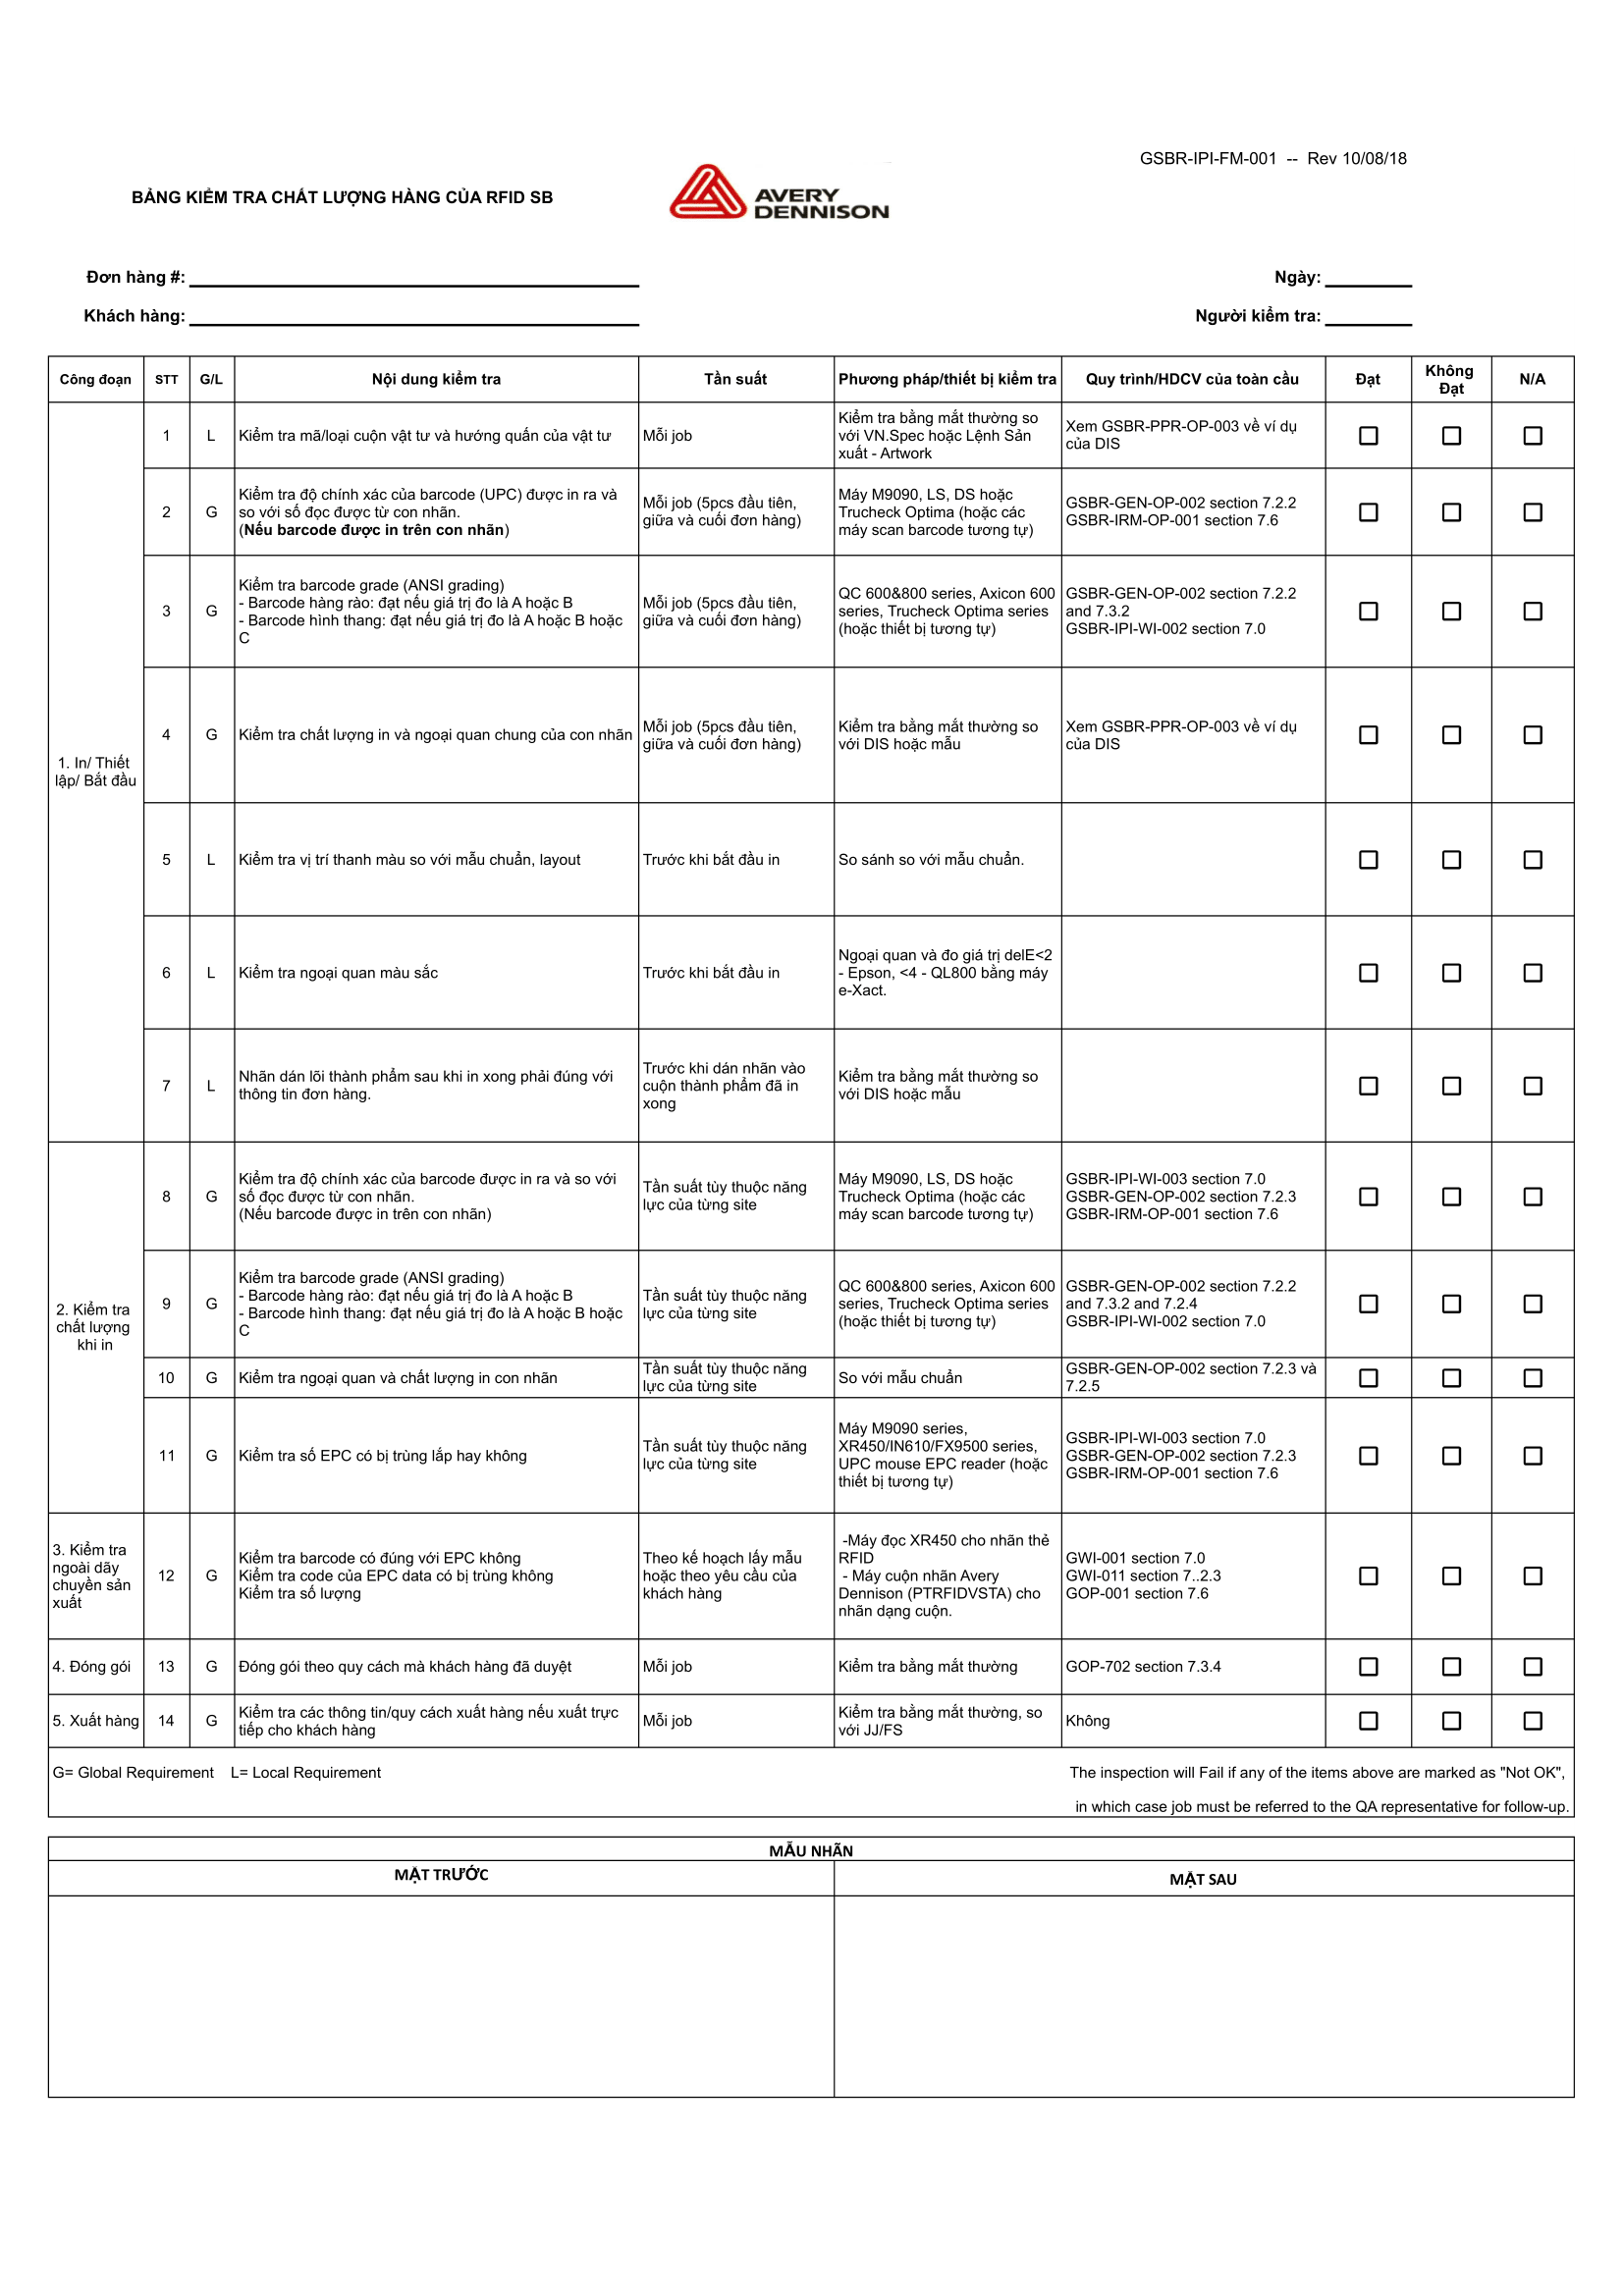 GSBR-IPI-FM-001 -- Rev 10/08/18
BẢNG KIỂM TRA CHẤT LƯỢNG HÀNG CỦA RFID SB
AVERY
DENNISON
Đơn hàng #:
Ngày:
Khách hàng:
Người kiểm tra:
Công đoạn STT G/L Nội dung kiểm tra Tần suất Phương pháp/thiết bị kiểm tra Quy trình/HDCV của toàn cầu Đạt Không Đạt N/A
1. In/ Thiết
lập/ Bắt đầu
1 L Kiểm tra mã/loại cuộn vật tư và hướng quấn của vật tư
Mỗi job
Kiểm tra bằng mắt thường so
với VN.Spec hoặc Lệnh Sản
xuất - Artwork
Xem GSBR-PPR-OP-003 về ví dụ
của DIS
2 G
Kiểm tra độ chính xác của barcode (UPC) được in ra và
so với số đọc được từ con nhãn.
(Nếu barcode được in trên con nhãn)
Mỗi job (5pcs đầu tiên,
giữa và cuối đơn hàng)
Máy M9090, LS, DS hoặc
Trucheck Optima (hoặc các
máy scan barcode tương tự)
GSBR-GEN-OP-002 section 7.2.2
GSBR-IRM-OP-001 section 7.6
3 G
Kiểm tra barcode grade (ANSI grading)
- Barcode hàng rào: đạt nếu giá trị đo là A hoặc B
- Barcode hình thang: đạt nếu giá trị đo là A hoặc B hoặc
C
Mỗi job (5pcs đầu tiên,
giữa và cuối đơn hàng)
QC 600&800 series, Axicon 600
series, Trucheck Optima series
(hoặc thiết bị tương tự)
GSBR-GEN-OP-002 section 7.2.2
and 7.3.2
GSBR-IPI-WI-002 section 7.0
4 G Kiểm tra chất lượng in và ngoại quan chung của con nhãn
Mỗi job (5pcs đầu tiên,
giữa và cuối đơn hàng)
Kiểm tra bằng mắt thường so
với DIS hoặc mẫu
Xem GSBR-PPR-OP-003 về ví dụ
của DIS
5 L Kiểm tra vị trí thanh màu so với mẫu chuẩn, layout
Trước khi bắt đầu in
So sánh so với mẫu chuẩn.
6 L Kiểm tra ngoại quan màu sắc
Trước khi bắt đầu in
Ngoại quan và đo giá trị delE<2
- Epson, <4 - QL800 bằng máy
e-Xact.
7 L
Nhãn dán lõi thành phẩm sau khi in xong phải đúng với
thông tin đơn hàng.
Trước khi dán nhãn vào
cuộn thành phẩm đã in
xong
Kiểm tra bằng mắt thường so
với DIS hoặc mẫu
2. Kiểm tra
chất lượng
khi in
8 G
Kiểm tra độ chính xác của barcode được in ra và so với
số đọc được từ con nhãn.
(Nếu barcode được in trên con nhãn)
Tần suất tùy thuộc năng
lực của từng site
Máy M9090, LS, DS hoặc
Trucheck Optima (hoặc các
máy scan barcode tương tự)
GSBR-IPI-WI-003 section 7.0
GSBR-GEN-OP-002 section 7.2.3
GSBR-IRM-OP-001 section 7.6
9 G
Kiểm tra barcode grade (ANSI grading)
- Barcode hàng rào: đạt nếu giá trị đo là A hoặc B
- Barcode hình thang: đạt nếu giá trị đo là A hoặc B hoặc
C
Tần suất tùy thuộc năng
lực của từng site
QC 600&800 series, Axicon 600
series, Trucheck Optima series
(hoặc thiết bị tương tự)
GSBR-GEN-OP-002 section 7.2.2
and 7.3.2 and 7.2.4
GSBR-IPI-WI-002 section 7.0
10 G Kiểm tra ngoại quan và chất lượng in con nhãn
Tần suất tùy thuộc năng
lực của từng site
So với mẫu chuẩn
GSBR-GEN-OP-002 section 7.2.3 và
7.2.5
11 G Kiểm tra số EPC có bị trùng lắp hay không
Tần suất tùy thuộc năng
lực của từng site
Máy M9090 series,
XR450/IN610/FX9500 series,
UPC mouse EPC reader (hoặc
thiết bị tương tự)
GSBR-IPI-WI-003 section 7.0
GSBR-GEN-OP-002 section 7.2.3
GSBR-IRM-OP-001 section 7.6
3. Kiểm tra
ngoài dãy
chuyền sản
xuất
12 G
Kiểm tra barcode có đúng với EPC không
Kiểm tra code của EPC data có bị trùng không
Kiểm tra số lượng
Theo kế hoạch lấy mẫu
hoặc theo yêu cầu của
khách hàng
-Máy đọc XR450 cho nhãn thẻ
RFID
- Máy cuộn nhãn Avery
Dennison (PTRFIDVSTA) cho
nhãn dạng cuộn.
GWI-001 section 7.0
GWI-011 section 7..2.3
GOP-001 section 7.6
4. Đóng gói 13 G Đóng gói theo quy cách mà khách hàng đã duyệt
Mỗi job
Kiểm tra bằng mắt thường
GOP-702 section 7.3.4
5. Xuất hàng 14 G
Kiểm tra các thông tin/quy cách xuất hàng nếu xuất trực
tiếp cho khách hàng
Mỗi job
Kiểm tra bằng mắt thường, so
với JJ/FS
Không
G= Global Requirement L= Local Requirement
The inspection will Fail if any of the items above are marked as "Not OK",
in which case job must be referred to the QA representative for follow-up.
MẪU NHÃN
MẶT TRƯỚC
MẶT SAU